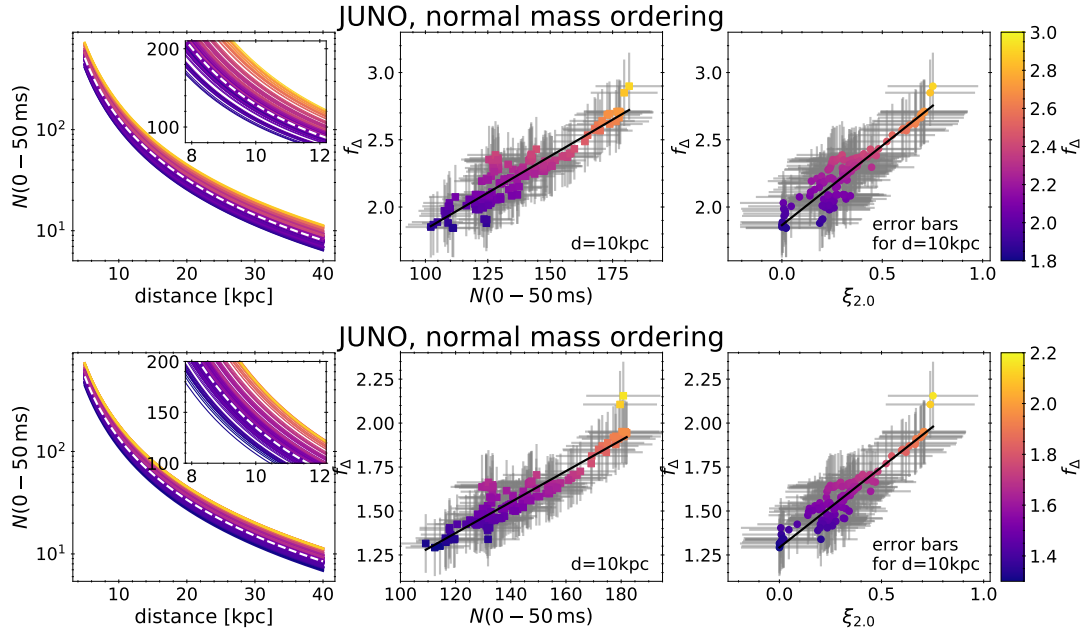 JUNO, normal mass ordering
N(0 − 50 ms)
10²
10¹
200
100
8 10 12
10 20 30 40
distance [kpc]
f_Δ
3.0
2.5
2.0
d=10kpc
100 125 150 175
N(0 − 50 ms)
f_Δ
3.0
2.5
2.0
error bars
for d=10kpc
0.0 0.5 1.0
ξ₂.₀
3.0
2.8
2.6
2.4
2.2
2.0
1.8
f_Δ
JUNO, normal mass ordering
N(0 − 50 ms)
10²
10¹
200
150
100
8 10 12
10 20 30 40
distance [kpc]
f_Δ
2.25
2.00
1.75
1.50
1.25
d=10kpc
100 120 140 160 180
N(0 − 50 ms)
f_Δ
2.25
2.00
1.75
1.50
1.25
error bars
for d=10kpc
0.0 0.5 1.0
ξ₂.₀
2.2
2.0
1.8
1.6
1.4
f_Δ